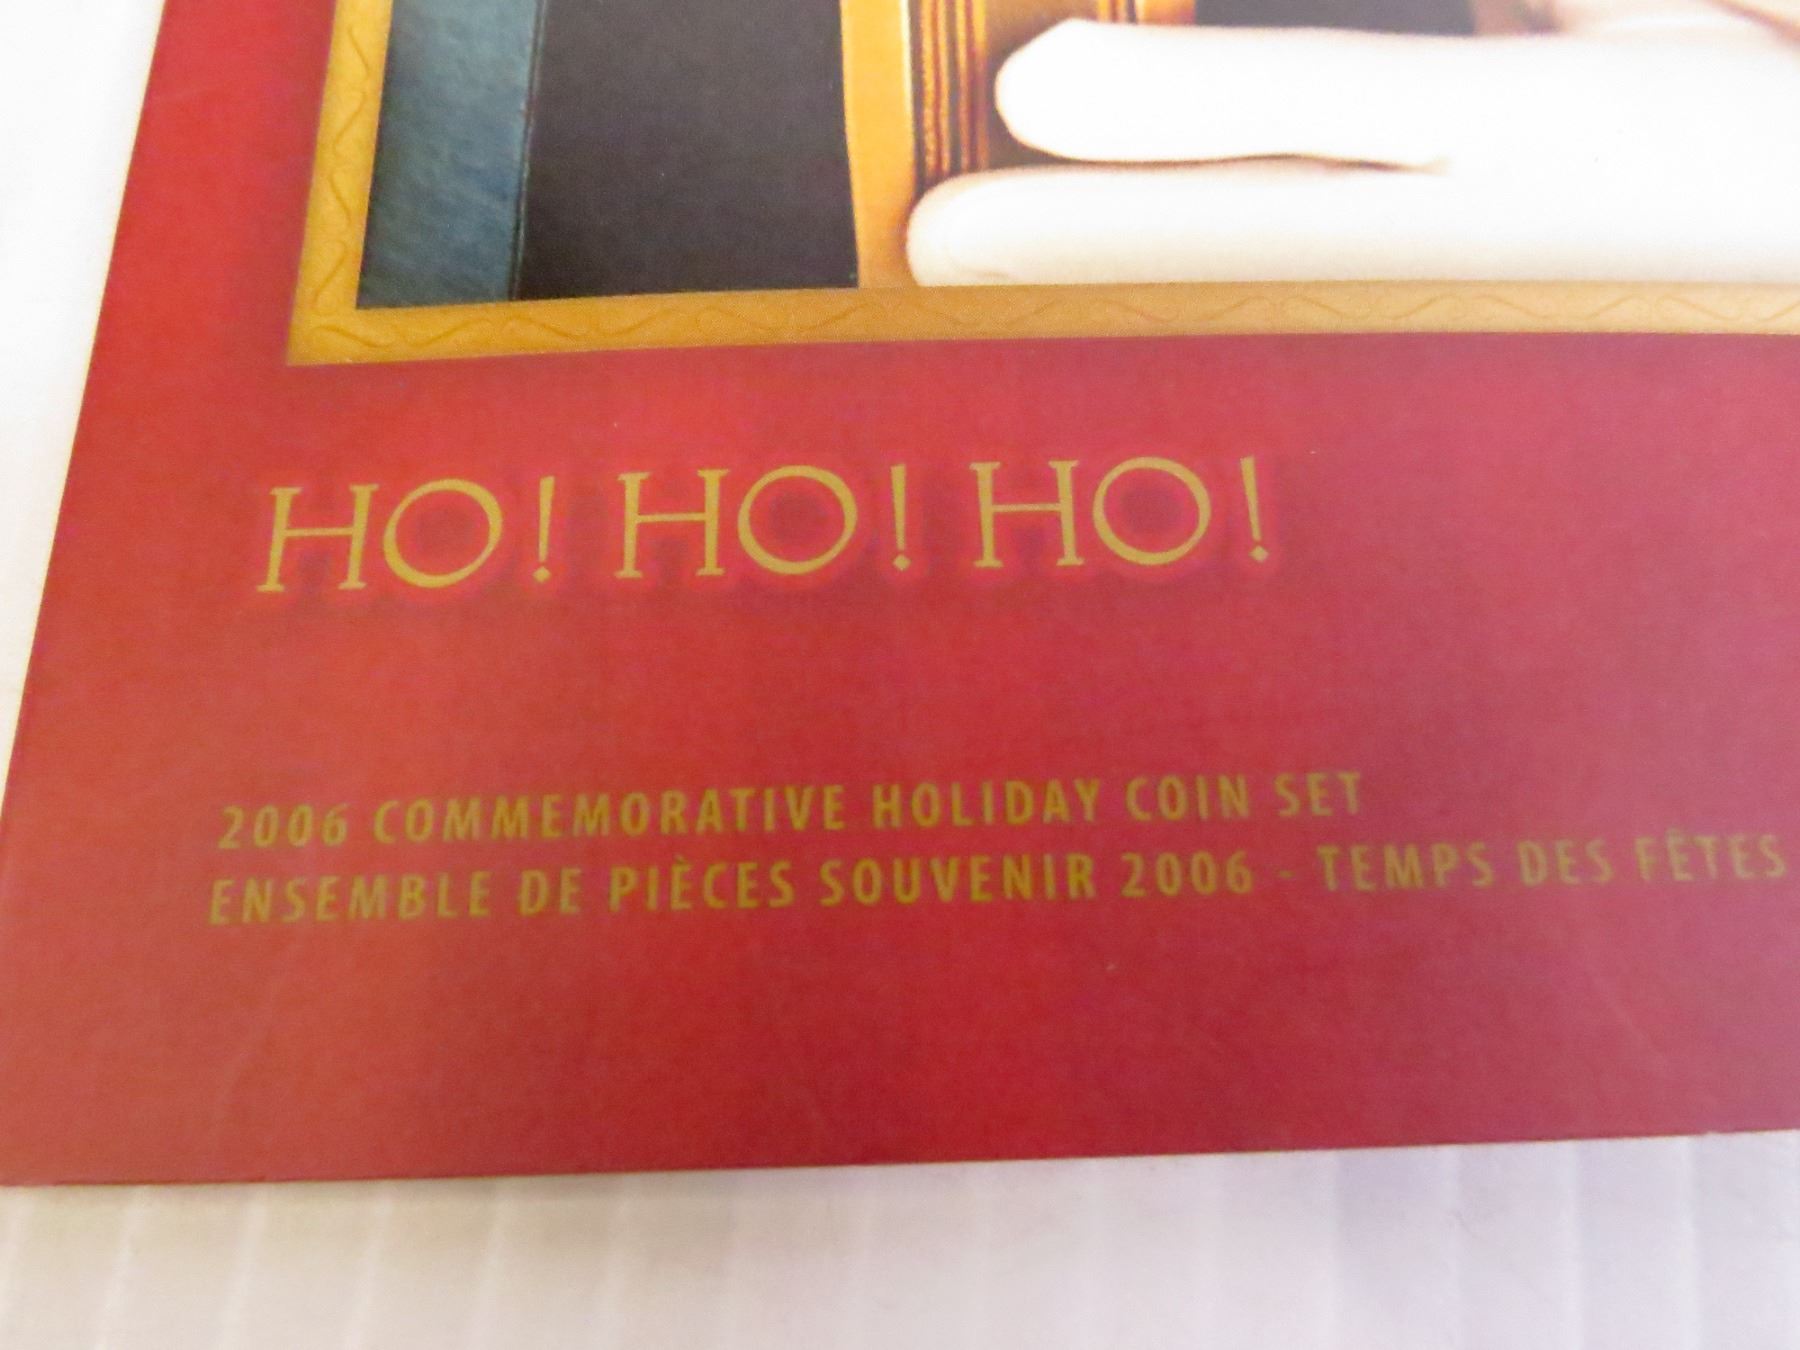 HO! HO! HO!
2006 COMMEMORATIVE HOLIDAY COIN SET
ENSEMBLE DE PIÈCES SOUVENIR 2006 - TEMPS DES FÊTES